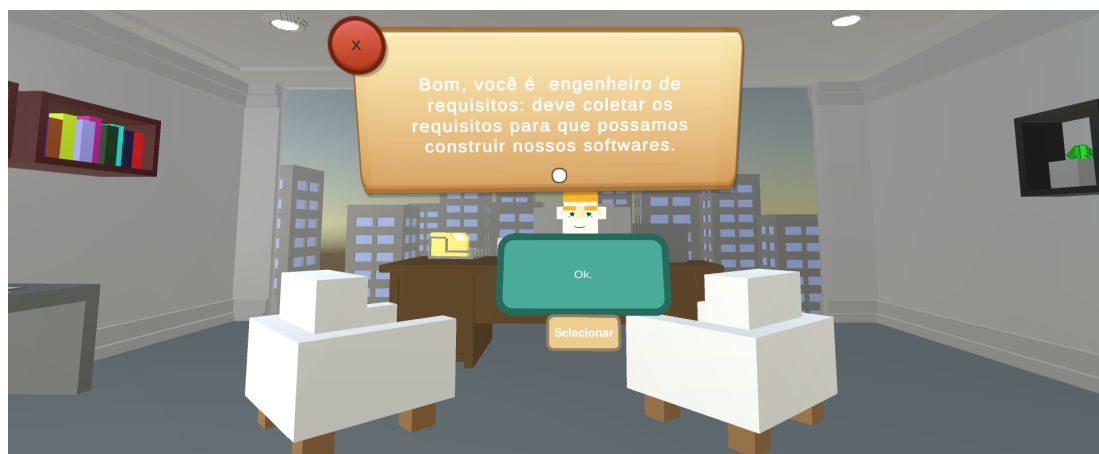 X
Bom, você é  engenheiro de
requisitos: deve coletar os
requisitos para que possamos
construir nossos softwares.
Ok.
Selecionar